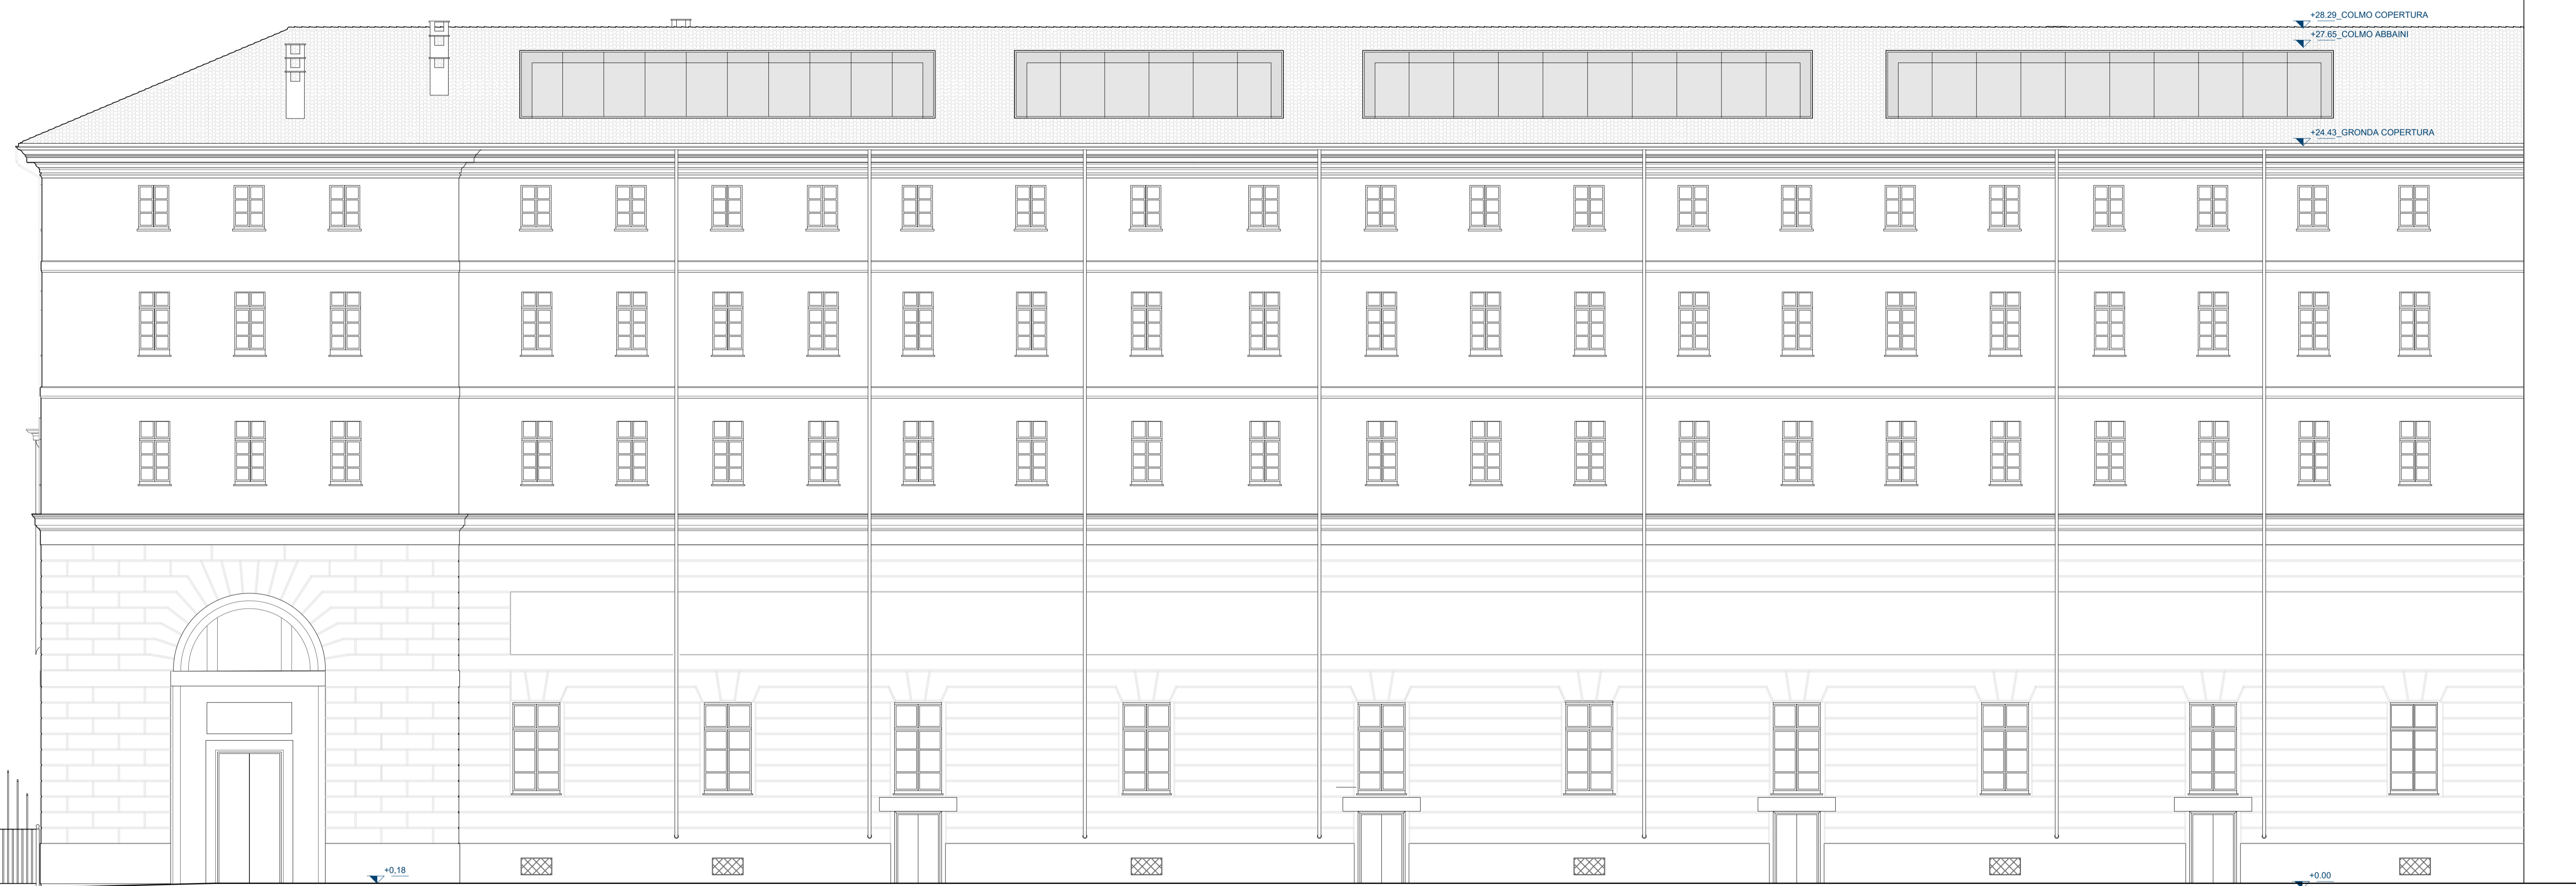 +28.29_COLMO COPERTURA
+27.65_COLMO ABBAINI
+24.43_GRONDA COPERTURA
+0,18
+0.00